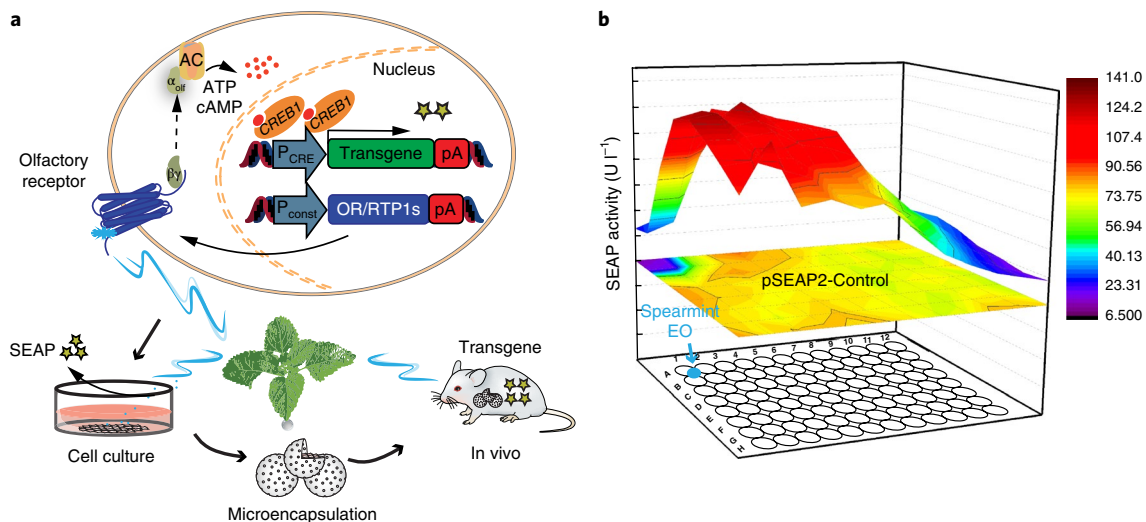 a
AC
αolf
ATP
cAMP
βγ
Olfactory
receptor
Nucleus
CREB1
CREB1
PCRE
Transgene
pA
Pconst
OR/RTP1s
pA
SEAP
Cell culture
Microencapsulation
Transgene
In vivo
b
SEAP activity (U l⁻¹)
pSEAP2-Control
Spearmint
EO
1 2 3 4 5 6 7 8 9 10 11 12
A
B
C
D
E
F
G
H
141.0
124.2
107.4
90.56
73.75
56.94
40.13
23.31
6.500